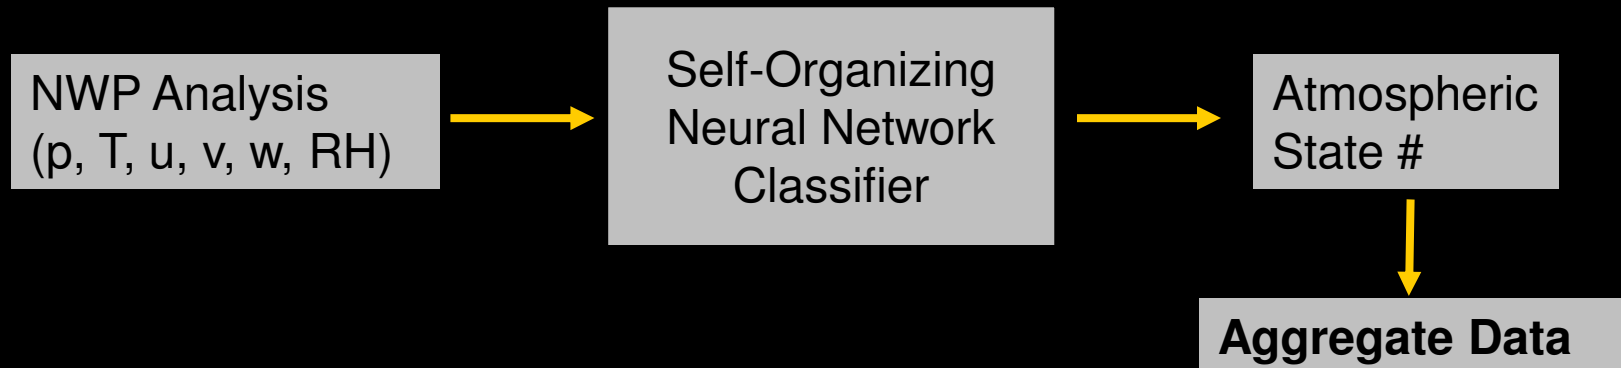 NWP Analysis
(p, T, u, v, w, RH)
Self-Organizing
Neural Network
Classifier
Atmospheric
State #
Aggregate Data